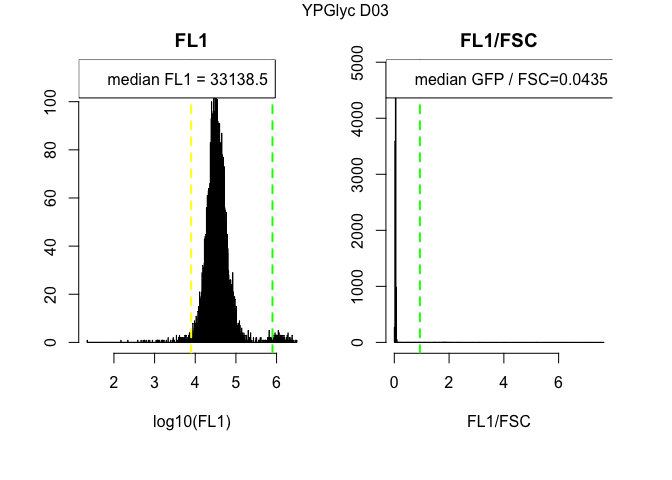 YPGlyc D03
FL1
median FL1 = 33138.5
0 20 40 60 80 100
2 3 4 5 6
log10(FL1)
FL1/FSC
median GFP / FSC=0.0435
0 1000 2000 3000 4000 5000
0 2 4 6
FL1/FSC